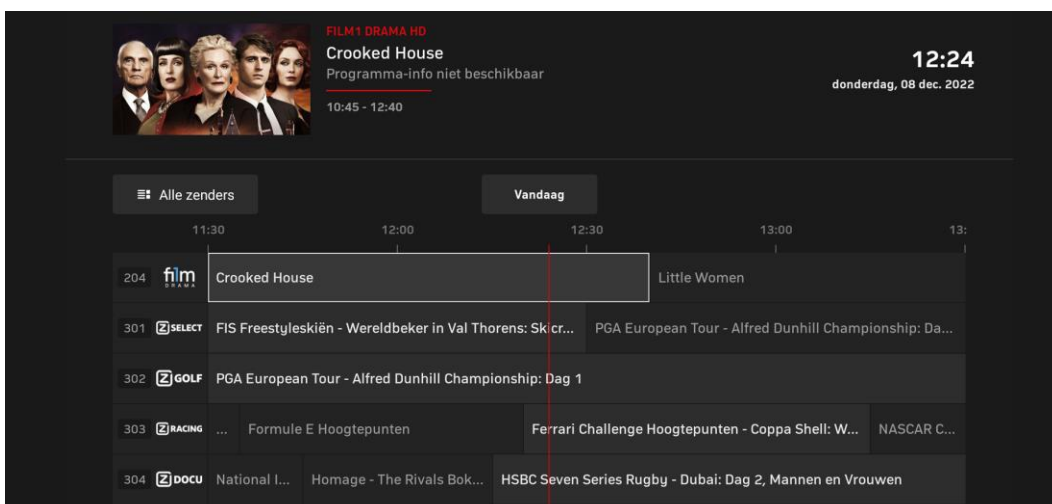 FILM1 DRAMA HD
Crooked House
Programma-info niet beschikbaar
10:45 - 12:40
12:24
donderdag, 08 dec. 2022
Alle zenders
Vandaag
11:30 12:00 12:30 13:00 13:
204 film1 DRAMA Crooked House Little Women
301 Z SELECT FIS Freestyleskiën - Wereldbeker in Val Thorens: Skicr... PGA European Tour - Alfred Dunhill Championship: Da...
302 Z GOLF PGA European Tour - Alfred Dunhill Championship: Dag 1
303 Z RACING ... Formule E Hoogtepunten Ferrari Challenge Hoogtepunten - Coppa Shell: W... NASCAR C...
304 Z DOCU National I... Homage - The Rivals Bok... HSBC Seven Series Rugby - Dubai: Dag 2, Mannen en Vrouwen